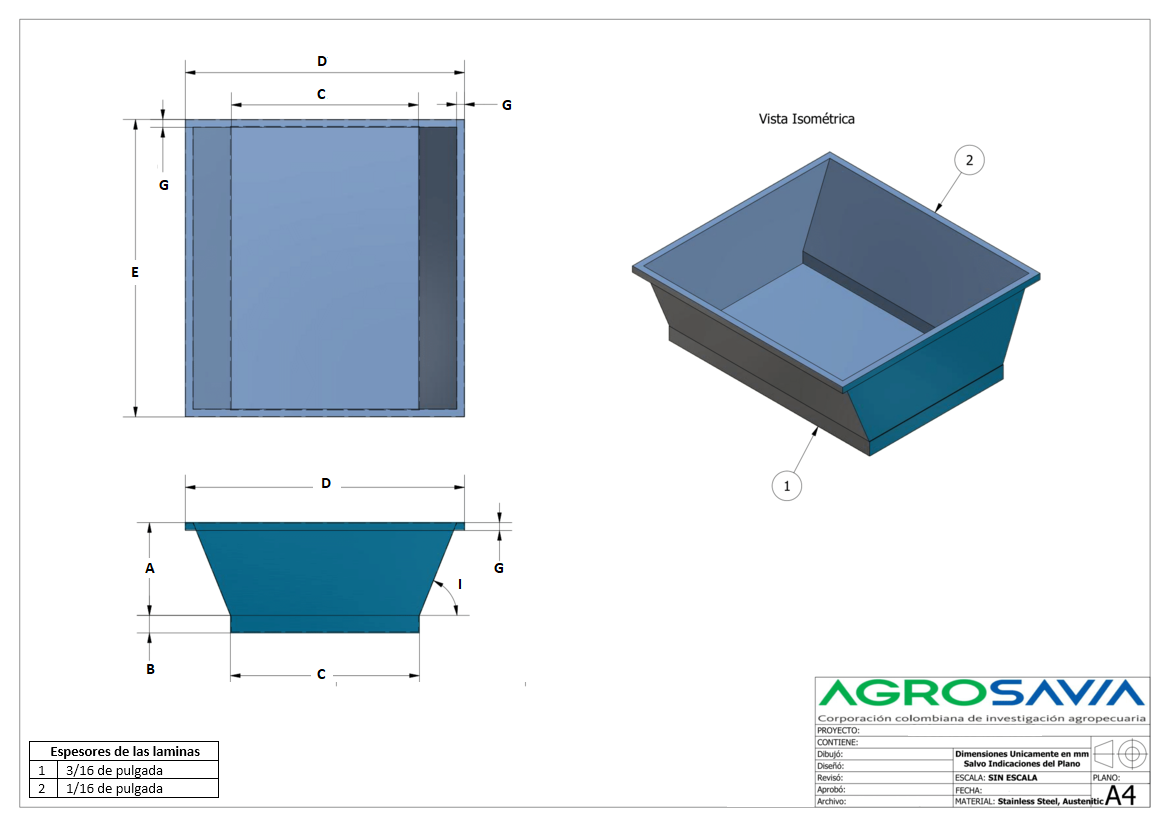 D
C
G
G
E
Vista Isométrica
2
1
D
A
G
I
B
C
Espesores de las laminas
1 3/16 de pulgada
2 1/16 de pulgada
AGROSAVIA
Corporación colombiana de investigación agropecuaria
PROYECTO:
CONTIENE:
Dibujó:
Diseñó:
Revisó:
Aprobó:
Archivo:
Dimensiones Unicamente en mm
Salvo Indicaciones del Plano
ESCALA: SIN ESCALA
PLANO:
FECHA:
MATERIAL: Stainless Steel, Austenitic
A4